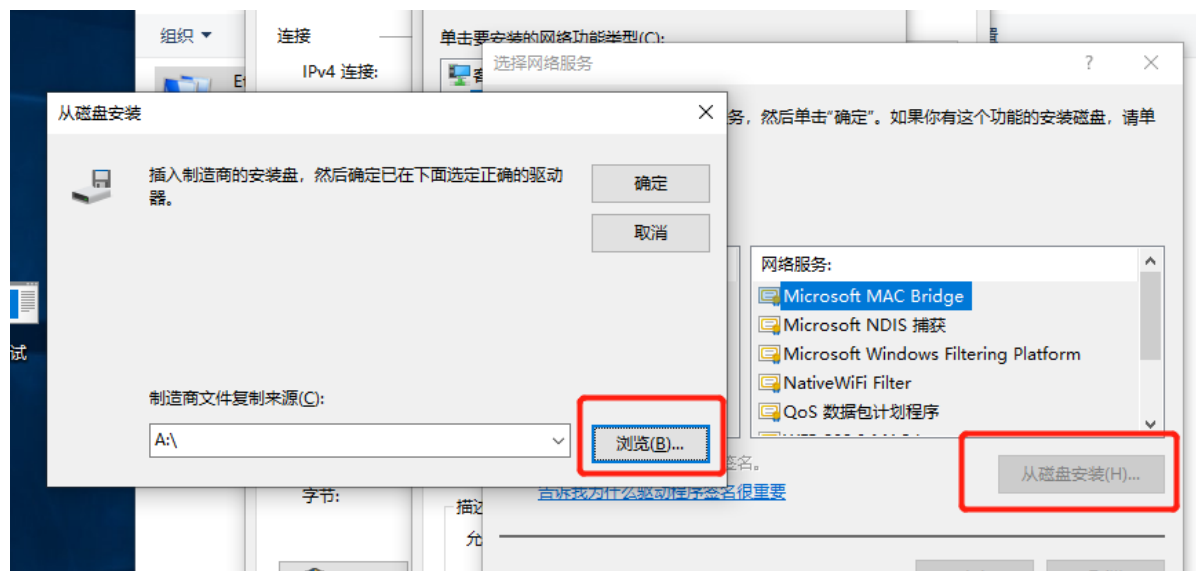 组织
连接
单击要安装的网络功能类型(C):
置
IPv4 连接:
客
选择网络服务
?
从磁盘安装
务，然后单击“确定”。如果你有这个功能的安装磁盘，请单
插入制造商的安装盘，然后确定已在下面选定正确的驱动
器。
确定
取消
网络服务:
Microsoft MAC Bridge
Microsoft NDIS 捕获
Microsoft Windows Filtering Platform
NativeWiFi Filter
QoS 数据包计划程序
试
制造商文件复制来源(C):
A:\
浏览(B)...
签名。
从磁盘安装(H)...
告诉我为什么驱动程序签名很重要
字节:
描述
允